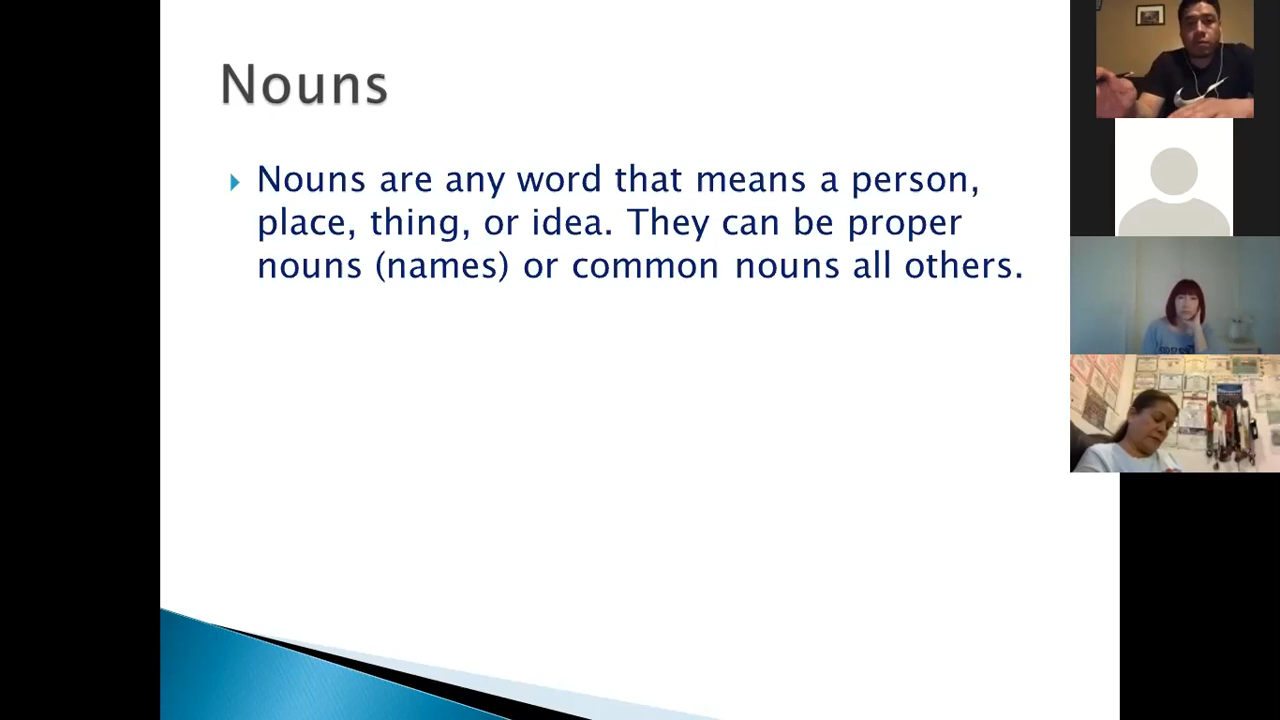 Nouns
Nouns are any word that means a person,
place, thing, or idea. They can be proper
nouns (names) or common nouns all others.